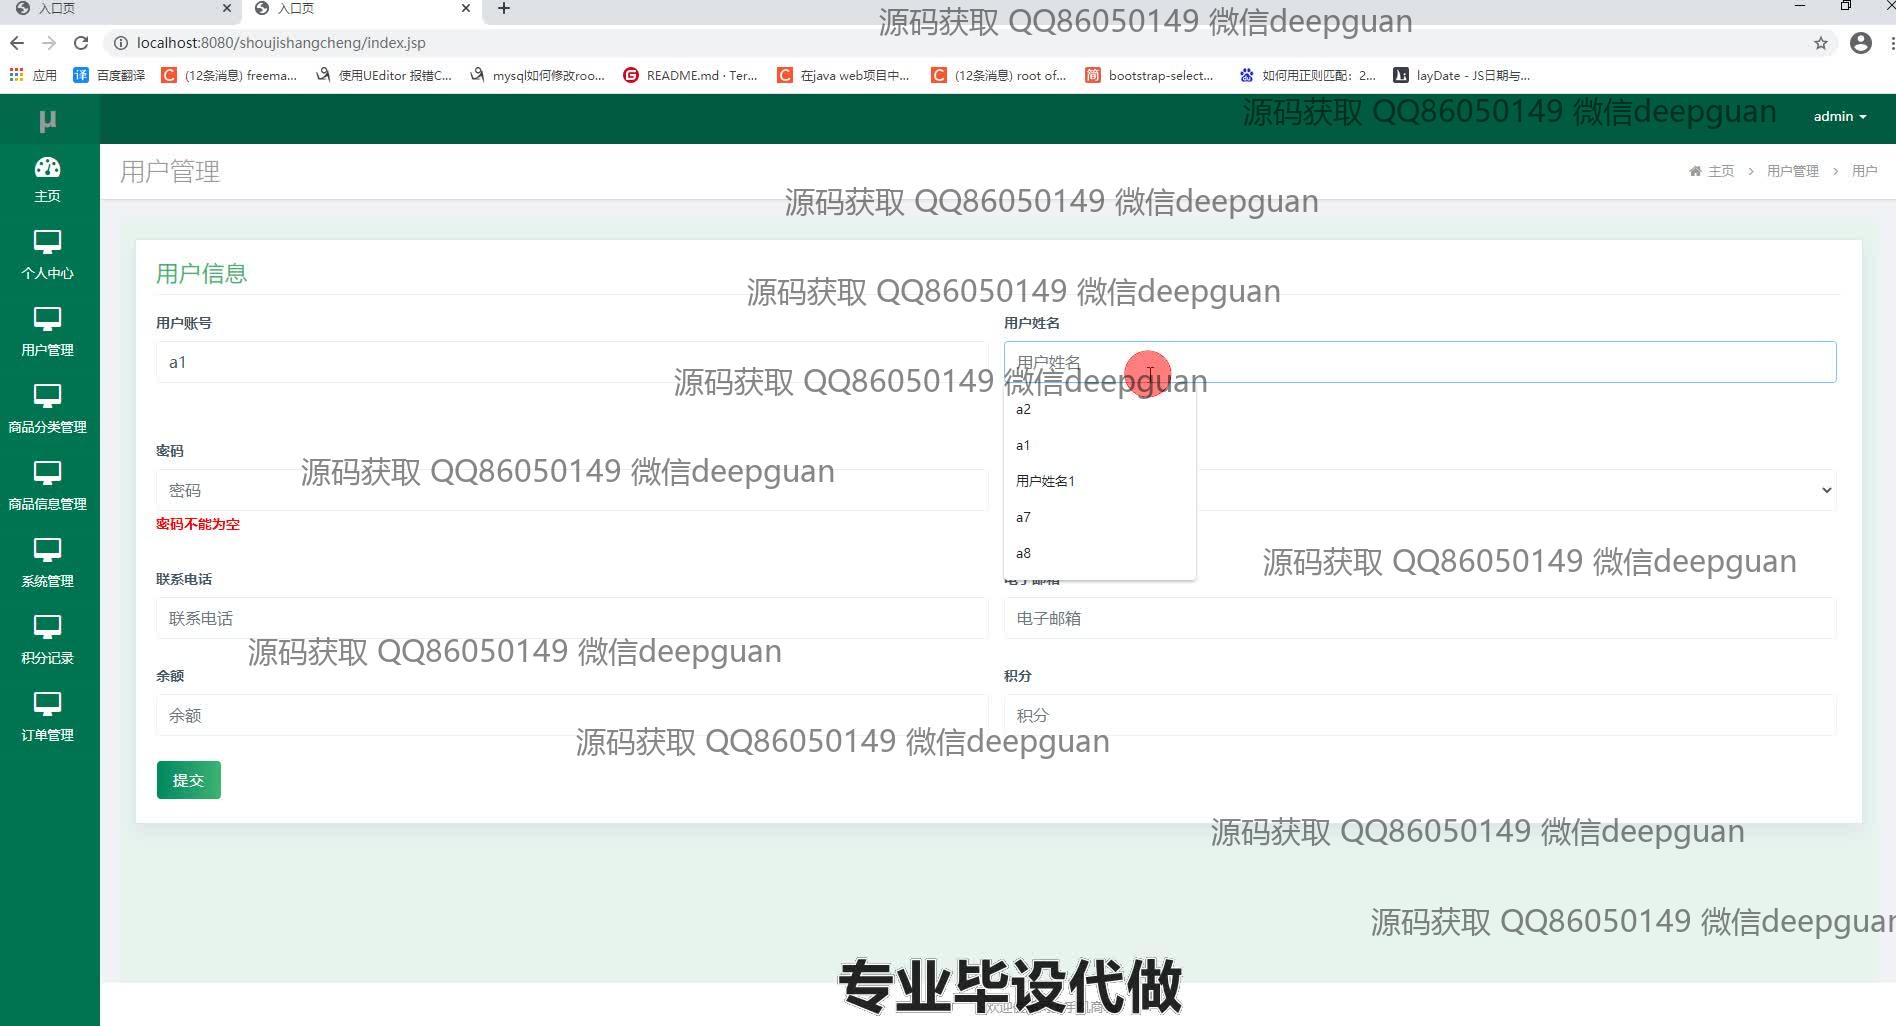 入口页
入口页
源码获取 QQ86050149 微信deepguan
localhost:8080/shoujishangcheng/index.jsp
应用
百度翻译
(12条消息) freema...
使用UEditor 报错C...
mysql如何修改roo...
README.md · Ter...
在java web项目中...
(12条消息) root of...
bootstrap-select...
如何用正则匹配：2...
layDate - JS日期与...
μ
源码获取 QQ86050149 微信deepguan
admin
主页
个人中心
用户管理
商品分类管理
商品信息管理
系统管理
积分记录
订单管理
用户管理
主页 > 用户管理 > 用户
源码获取 QQ86050149 微信deepguan
用户信息
源码获取 QQ86050149 微信deepguan
用户账号
用户姓名
a1
用户姓名
源码获取 QQ86050149 微信deepguan
a2
a1
用户姓名1
a7
a8
密码
密码
源码获取 QQ86050149 微信deepguan
密码不能为空
源码获取 QQ86050149 微信deepguan
联系电话
电子邮箱
联系电话
电子邮箱
源码获取 QQ86050149 微信deepguan
余额
积分
余额
积分
源码获取 QQ86050149 微信deepguan
提交
源码获取 QQ86050149 微信deepguan
源码获取 QQ86050149 微信deepguan
专业毕设代做